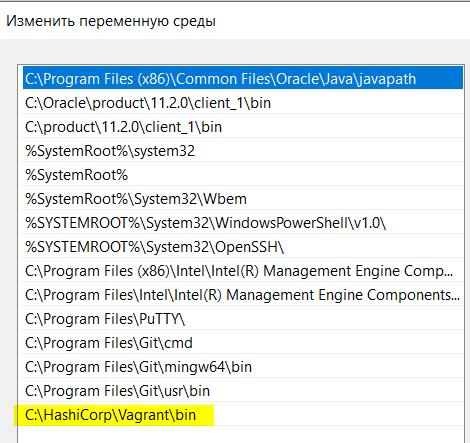 Изменить переменную среды
C:\Program Files (x86)\Common Files\Oracle\Java\javapath
C:\Oracle\product\11.2.0\client_1\bin
C:\product\11.2.0\client_1\bin
%SystemRoot%\system32
%SystemRoot%
%SystemRoot%\System32\Wbem
%SYSTEMROOT%\System32\WindowsPowerShell\v1.0\
%SYSTEMROOT%\System32\OpenSSH\
C:\Program Files (x86)\Intel\Intel(R) Management Engine Comp...
C:\Program Files\Intel\Intel(R) Management Engine Components...
C:\Program Files\PuTTY\
C:\Program Files\Git\cmd
C:\Program Files\Git\mingw64\bin
C:\Program Files\Git\usr\bin
C:\HashiCorp\Vagrant\bin